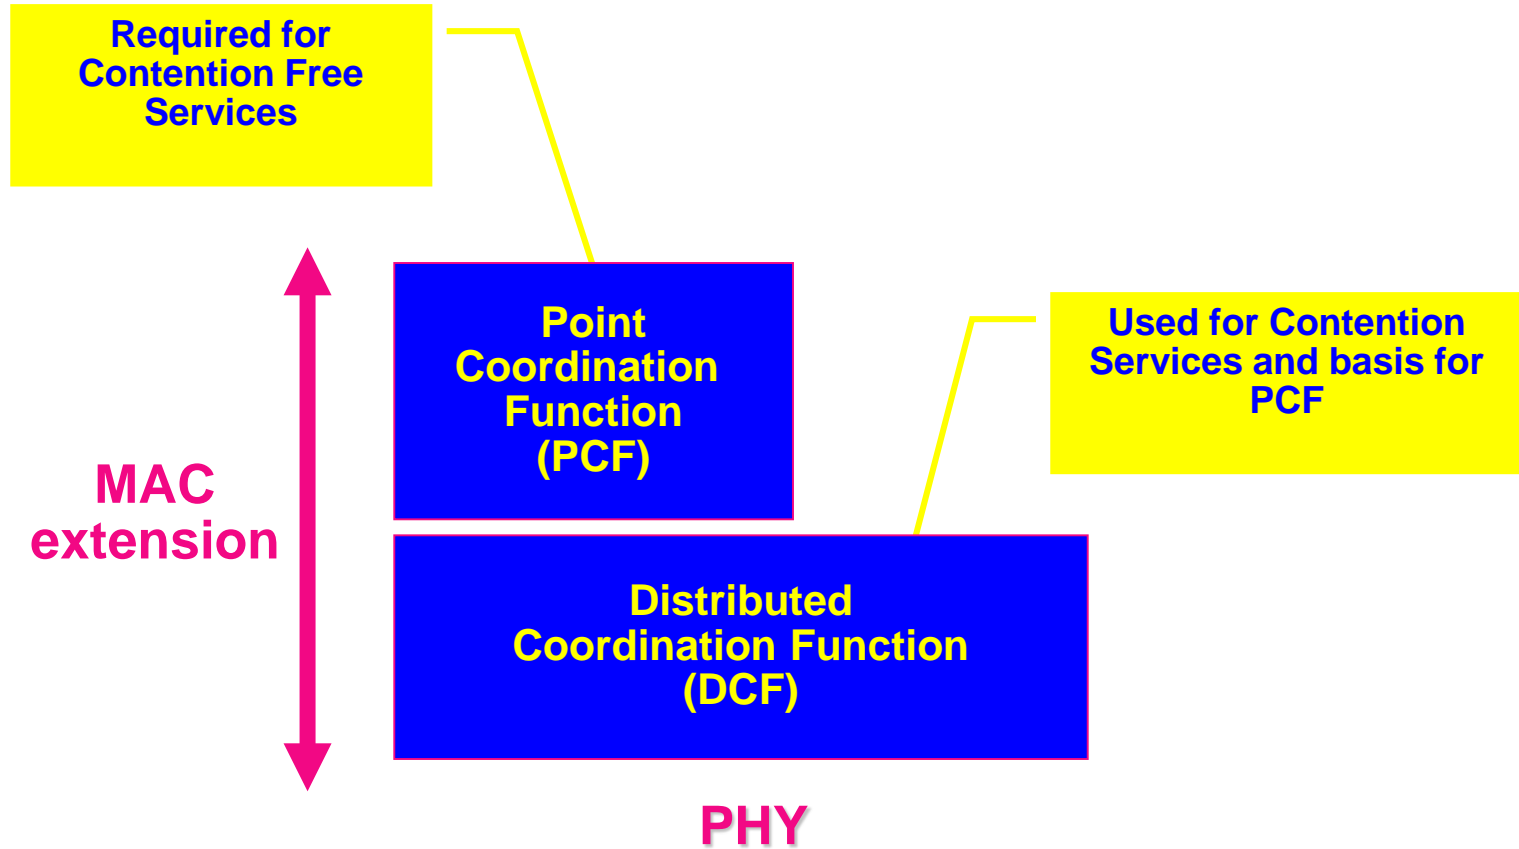 Required for
Contention Free
Services
Point
Coordination
Function
(PCF)
Used for Contention
Services and basis for
PCF
MAC
extension
Distributed
Coordination Function
(DCF)
PHY